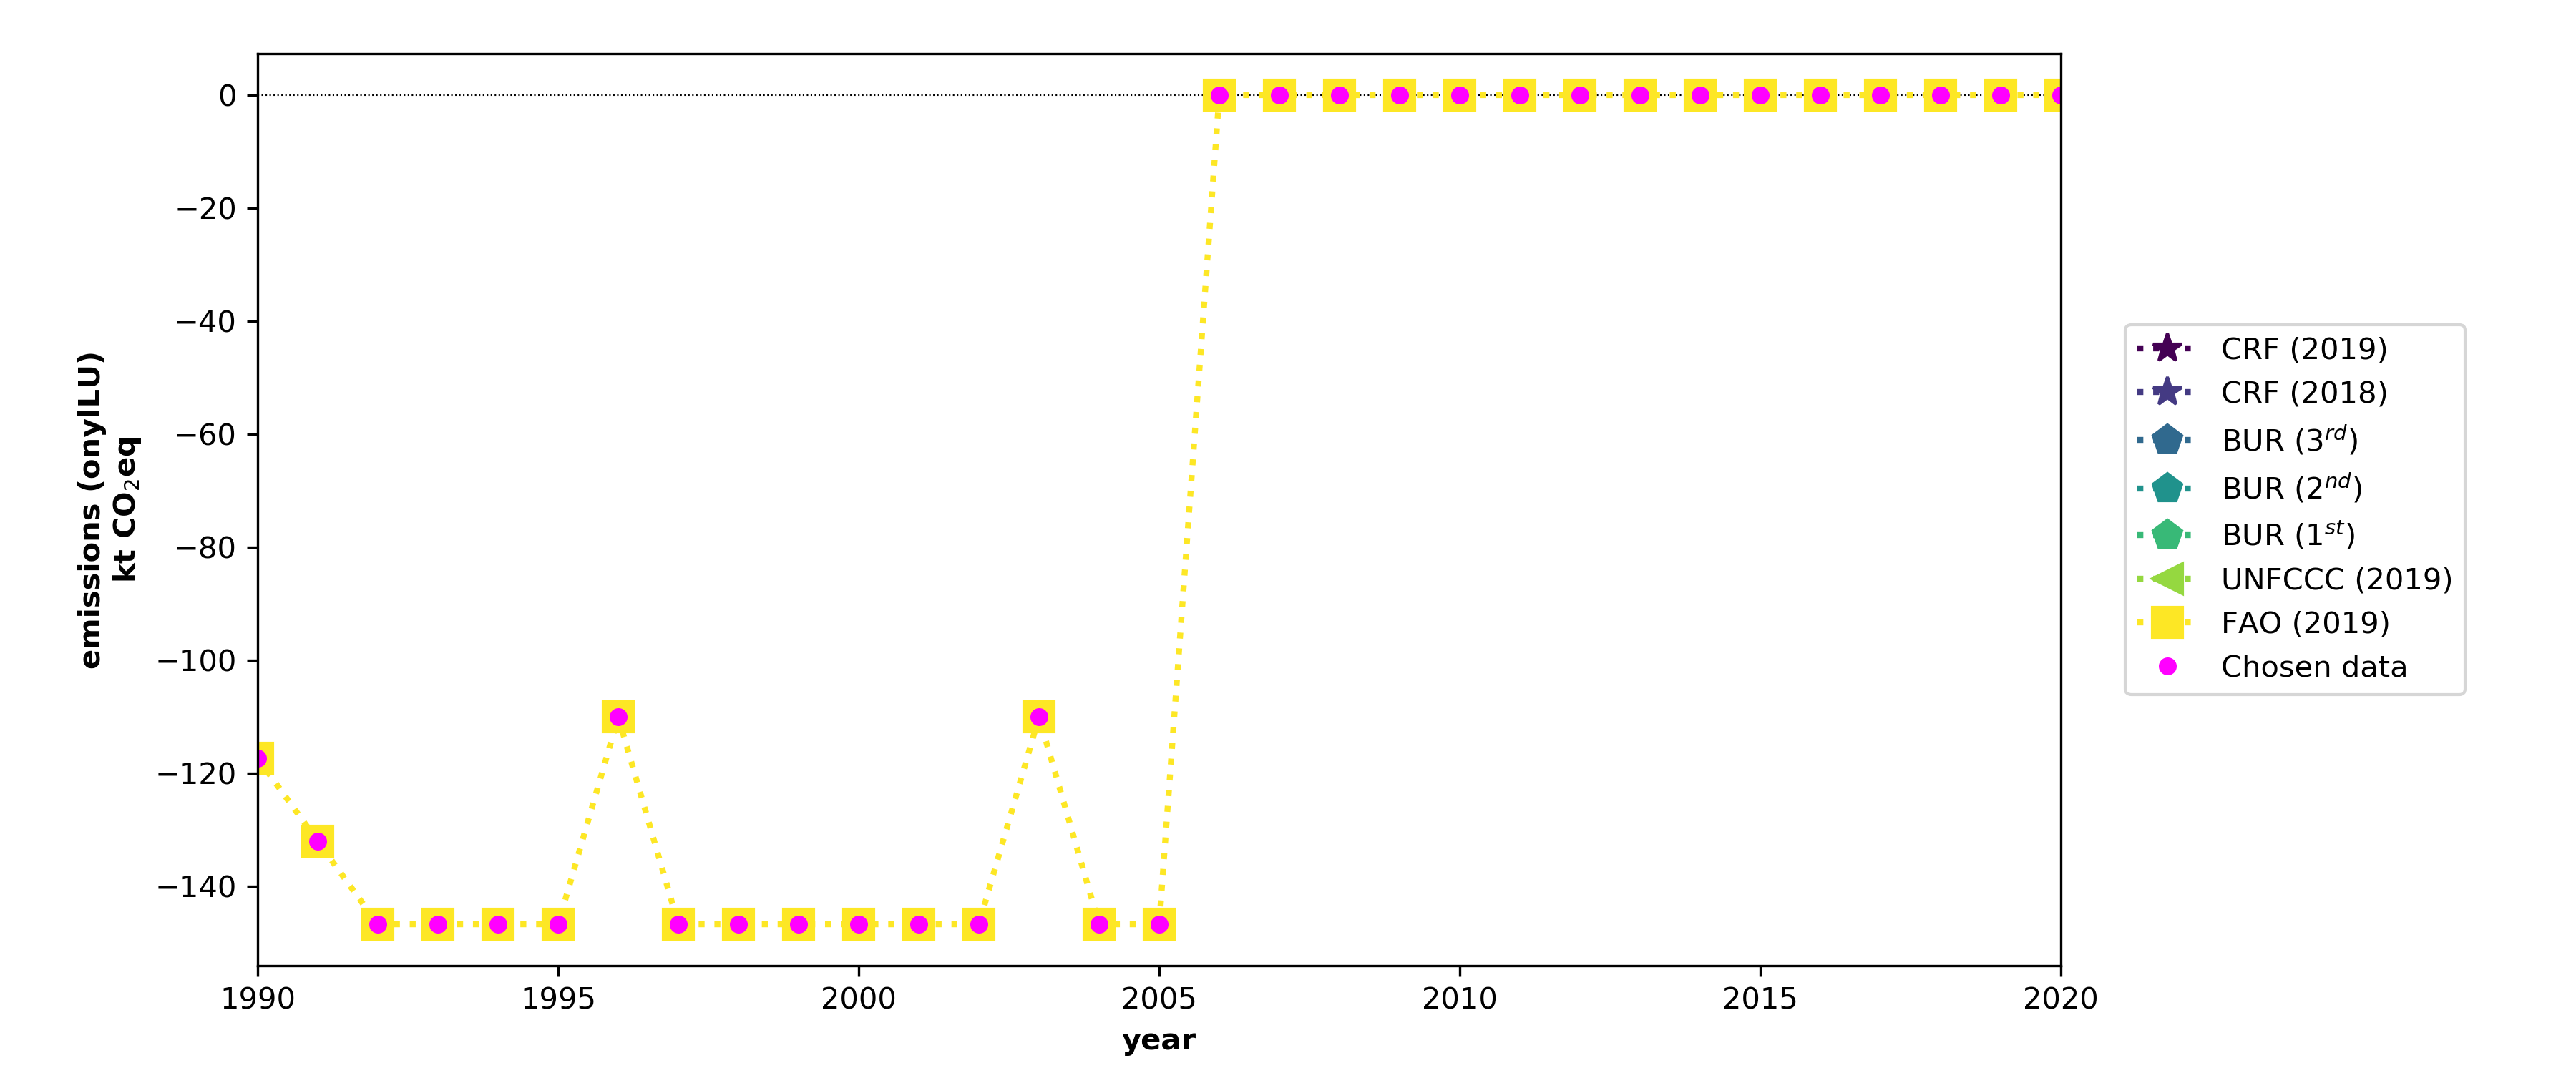 emissions (onylLU)
kt CO₂eq
0
−20
−40
−60
−80
−100
−120
−140
1990
1995
2000
2005
2010
2015
2020
year
CRF (2019)
CRF (2018)
BUR (3ʳᵈ)
BUR (2ⁿᵈ)
BUR (1ˢᵗ)
UNFCCC (2019)
FAO (2019)
Chosen data